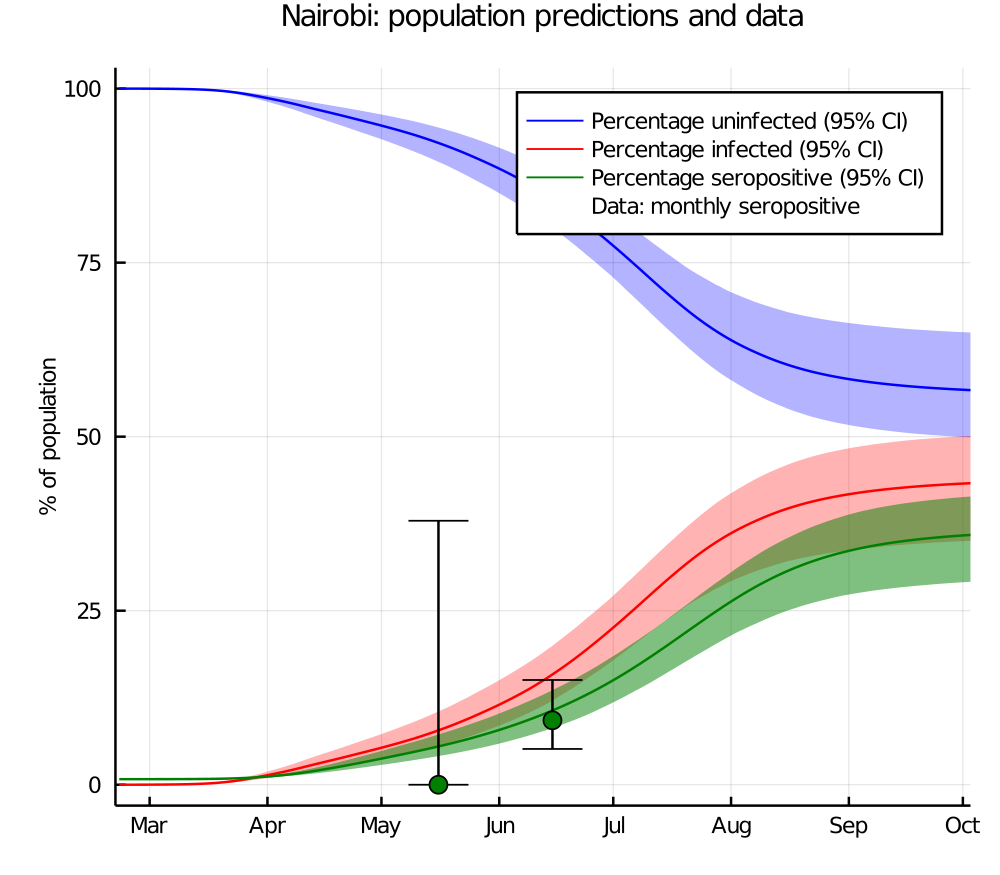 Nairobi: population predictions and data
100
75
50
25
0
% of population
Percentage uninfected (95% CI)
Percentage infected (95% CI)
Percentage seropositive (95% CI)
Data: monthly seropositive
Mar Apr May Jun Jul Aug Sep Oct